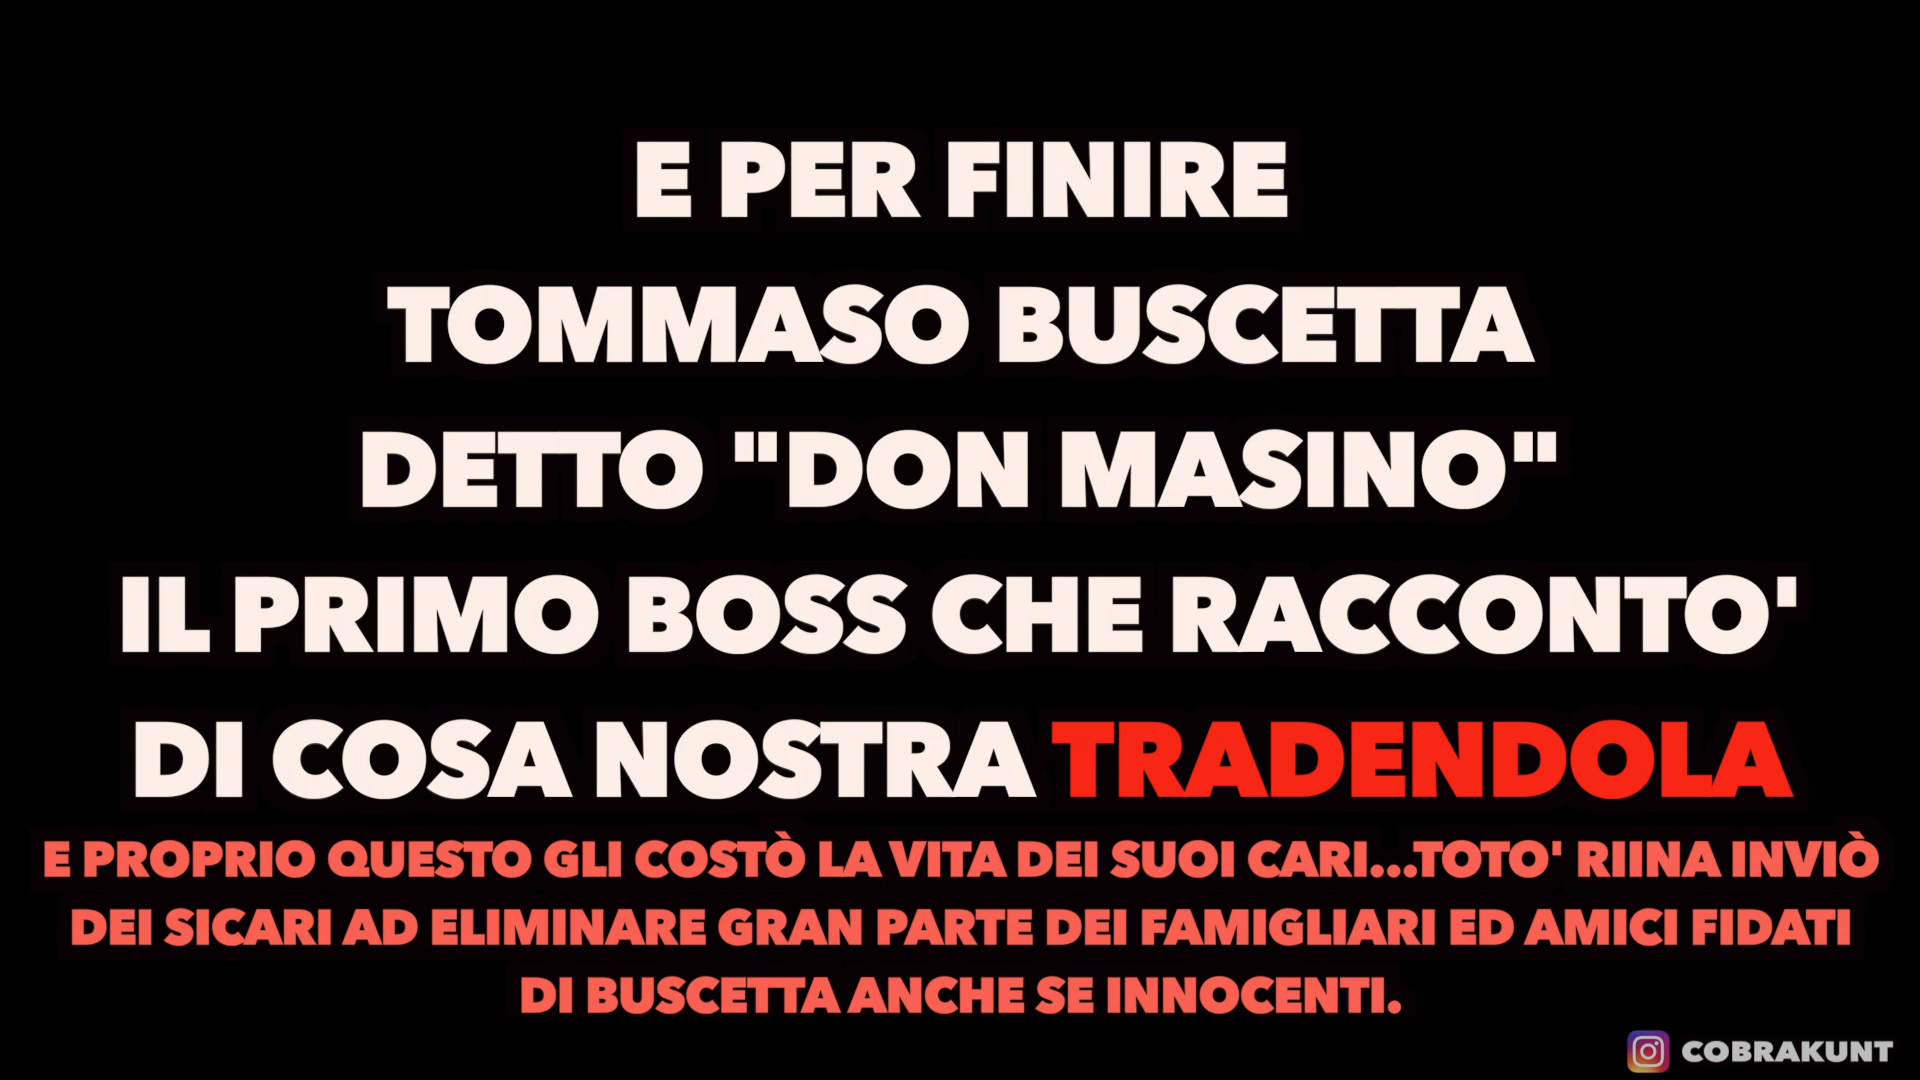 E PER FINIRE
TOMMASO BUSCETTA
DETTO "DON MASINO"
IL PRIMO BOSS CHE RACCONTO'
DI COSA NOSTRA TRADENDOLA
E PROPRIO QUESTO GLI COSTÒ LA VITA DEI SUOI CARI...TOTO' RIINA INVIÒ
DEI SICARI AD ELIMINARE GRAN PARTE DEI FAMIGLIARI ED AMICI FIDATI
DI BUSCETTA ANCHE SE INNOCENTI.
COBRAKUNT